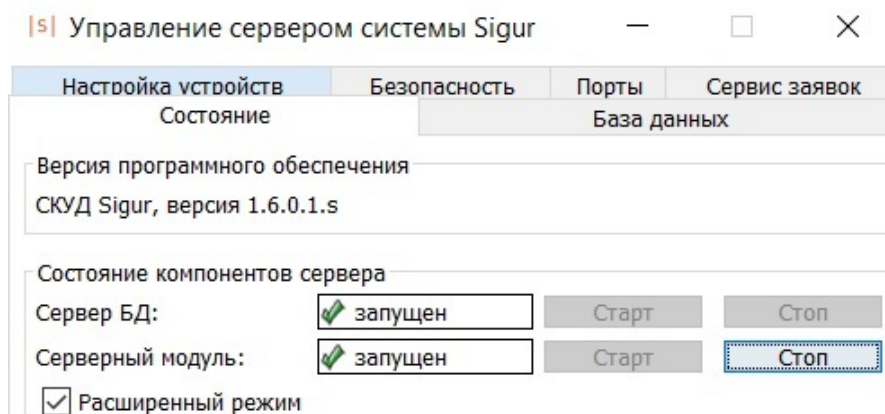 |s| Управление сервером системы Sigur
Настройка устройств Безопасность Порты Сервис заявок
Состояние База данных
Версия программного обеспечения
СКУД Sigur, версия 1.6.0.1.s
Состояние компонентов сервера
Сервер БД: запущен Старт Стоп
Серверный модуль: запущен Старт Стоп
Расширенный режим